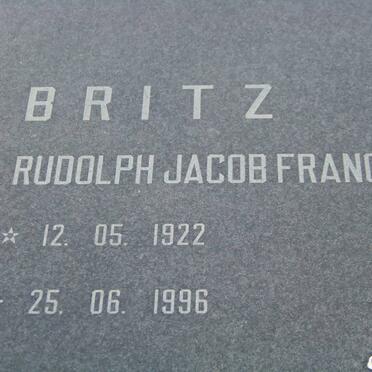 BRITZ
RUDOLPH JACOB FRANC
☆ 12. 05. 1922
25. 06. 1996